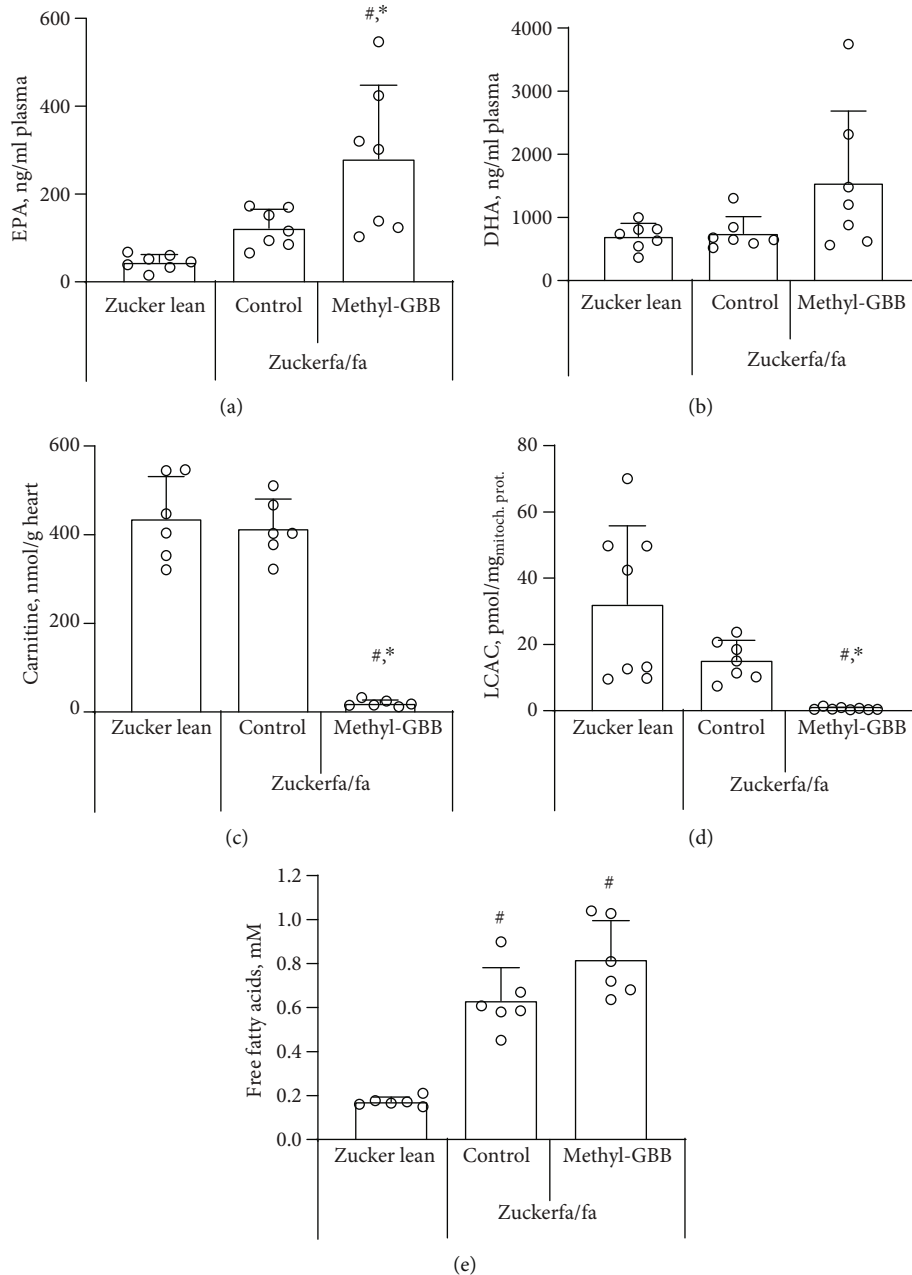 600
400
200
0
EPA, ng/ml plasma
#,*
Zucker lean
Control
Methyl-GBB
Zuckerfa/fa
(a)
4000
3000
2000
1000
0
DHA, ng/ml plasma
Zucker lean
Control
Methyl-GBB
Zuckerfa/fa
(b)
600
400
200
0
Carnitine, nmol/g heart
#,*
Zucker lean
Control
Methyl-GBB
Zuckerfa/fa
(c)
80
60
40
20
0
LCAC, pmol/mg mitoch. prot.
#,*
Zucker lean
Control
Methyl-GBB
Zuckerfa/fa
(d)
1.2
1.0
0.8
0.6
0.4
0.2
0.0
Free fatty acids, mM
#
#
Zucker lean
Control
Methyl-GBB
Zuckerfa/fa
(e)